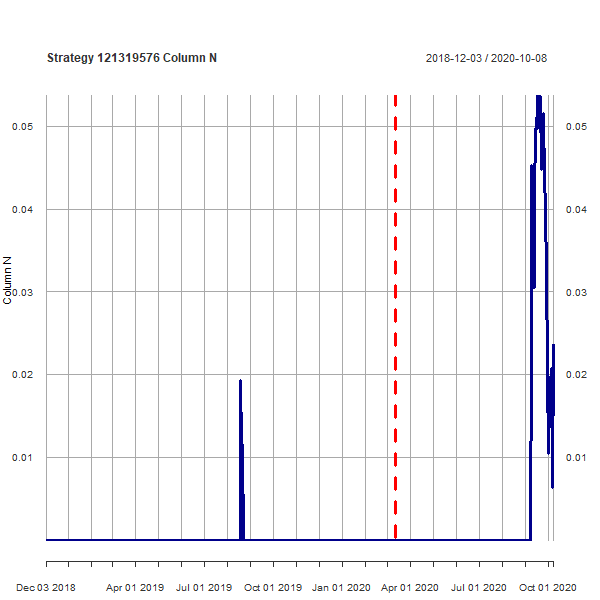 Strategy 121319576 Column N 2018-12-03 / 2020-10-08
0.05 0.05
0.04 0.04
Column N
0.03 0.03
0.02 0.02
0.01 0.01
Dec 03 2018 Apr 01 2019 Jul 01 2019 Oct 01 2019 Jan 01 2020 Apr 01 2020 Jul 01 2020 Oct 01 2020